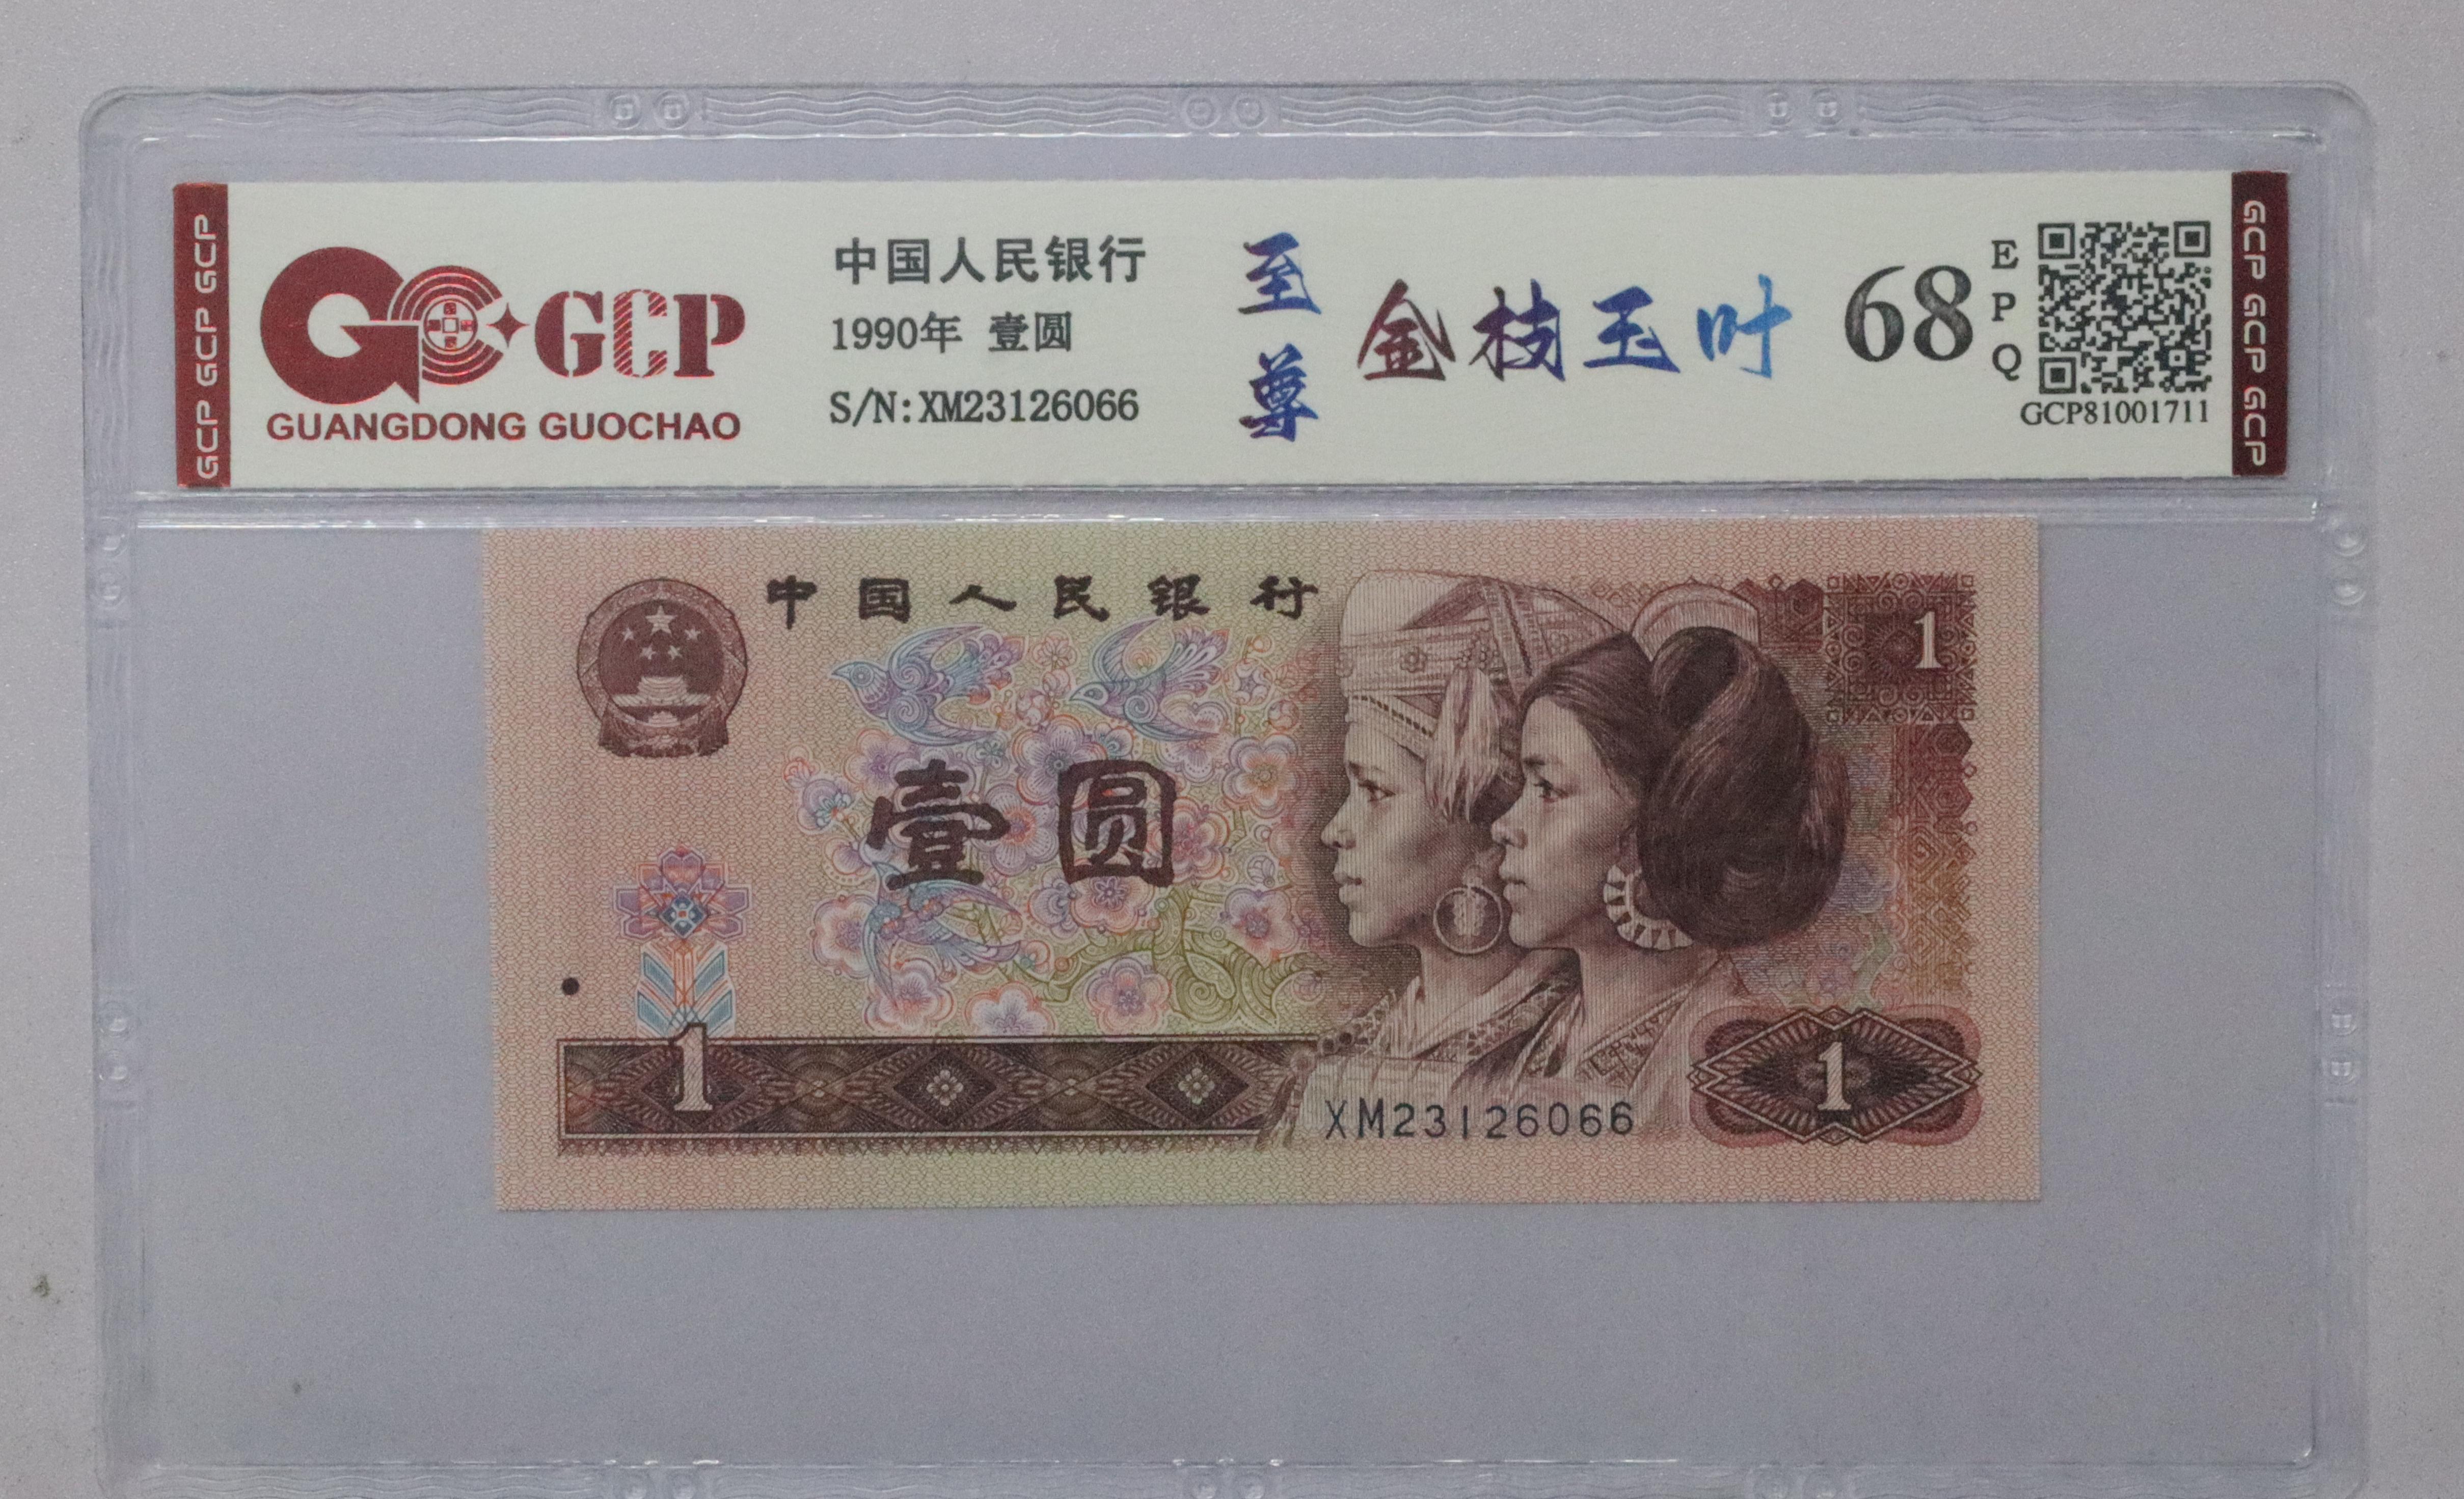 GCP GCP GCP
GCP
GUANGDONG GUOCHAO
中国人民银行
1990年 壹圆
S/N:XM23126066
至尊
金枝玉叶
68
EPQ
GCP81001711
GCP GCP GCP
中国人民银行
1
壹圆
1
1
XM23126066